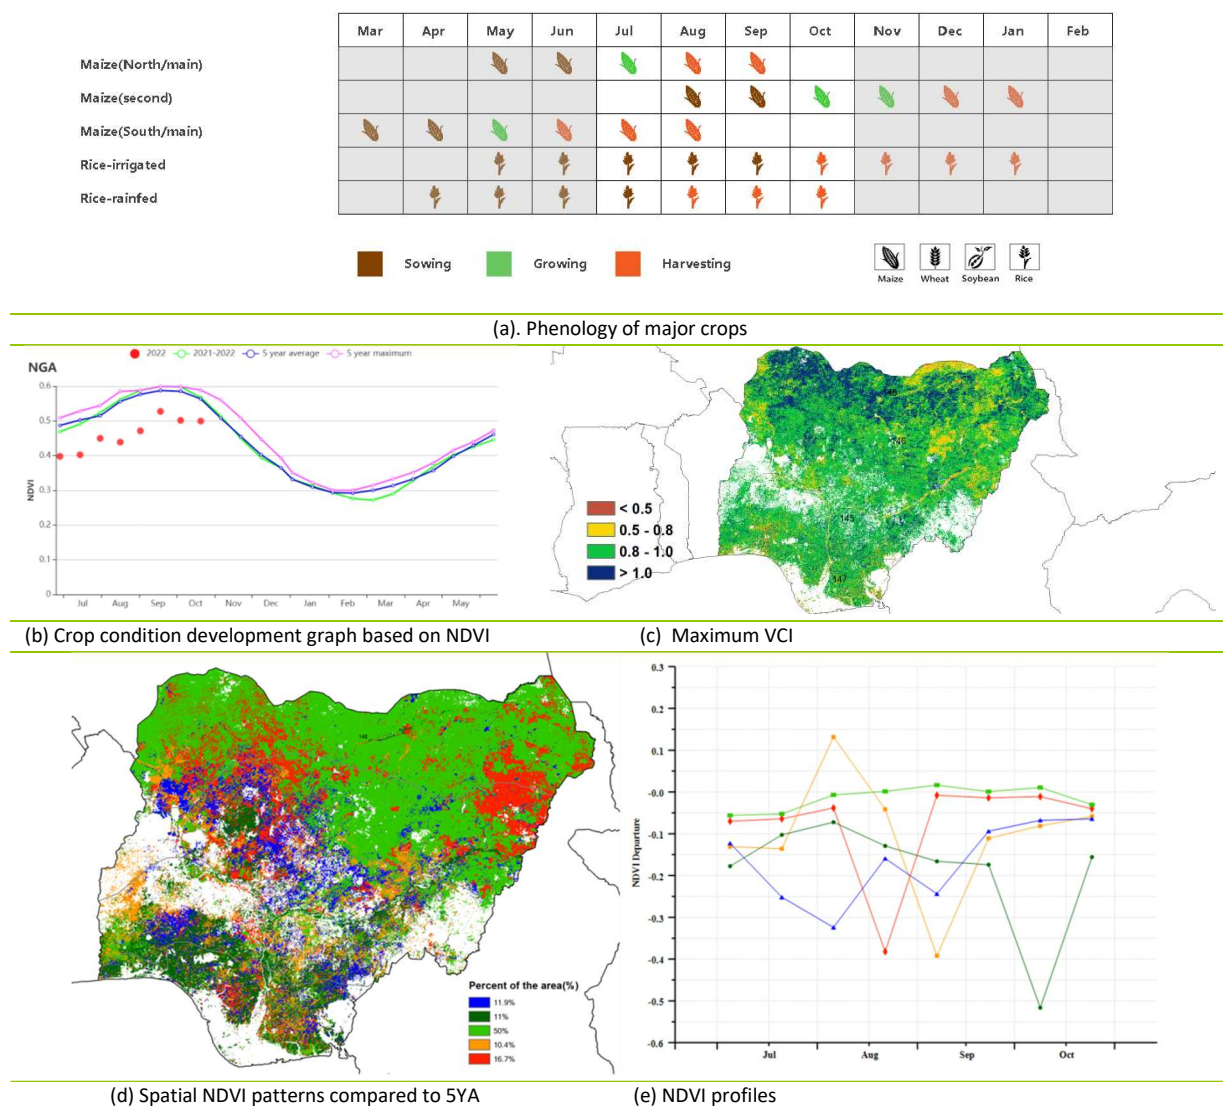 Mar Apr May Jun Jul Aug Sep Oct Nov Dec Jan Feb
Maize(North/main)
Maize(second)
Maize(South/main)
Rice-irrigated
Rice-rainfed
Sowing Growing Harvesting
Maize Wheat Soybean Rice
(a). Phenology of major crops
2022 2021-2022 5 year average 5 year maximum
NGA
0.6
0.5
0.4
0.3
0.2
0.1
0
NDVI
Jul Aug Sep Oct Nov Dec Jan Feb Mar Apr May
148
146
145
147
< 0.5
0.5 - 0.8
0.8 - 1.0
> 1.0
(b) Crop condition development graph based on NDVI (c) Maximum VCI
Percent of the area(%)
11.9%
11%
50%
10.4%
16.7%
0.3
0.2
0.1
-0.0
-0.1
-0.2
-0.3
-0.4
-0.5
-0.6
NDVI Departure
Jul Aug Sep Oct
(d) Spatial NDVI patterns compared to 5YA (e) NDVI profiles